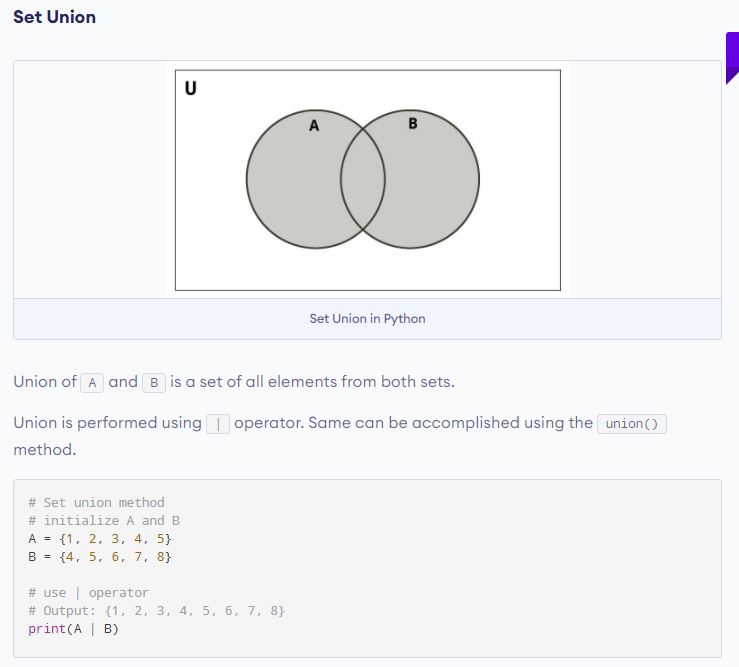 Set Union
U
A
B
Set Union in Python
Union of A and B is a set of all elements from both sets.
Union is performed using | operator. Same can be accomplished using the union()
method.
# Set union method
# initialize A and B
A = {1, 2, 3, 4, 5}
B = {4, 5, 6, 7, 8}
# use | operator
# Output: {1, 2, 3, 4, 5, 6, 7, 8}
print(A | B)